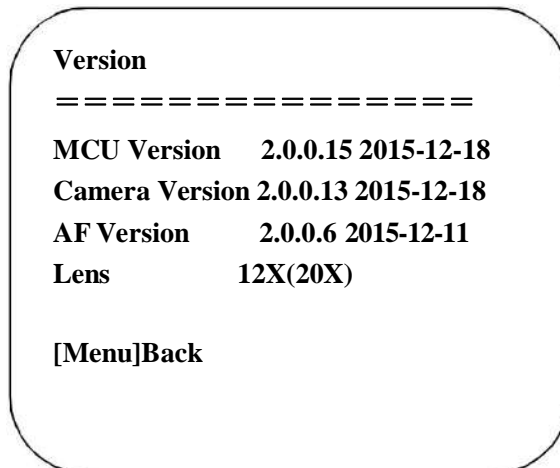 Version
===============
MCU Version 2.0.0.15 2015-12-18
Camera Version 2.0.0.13 2015-12-18
AF Version 2.0.0.6 2015-12-11
Lens 12X(20X)
[Menu]Back